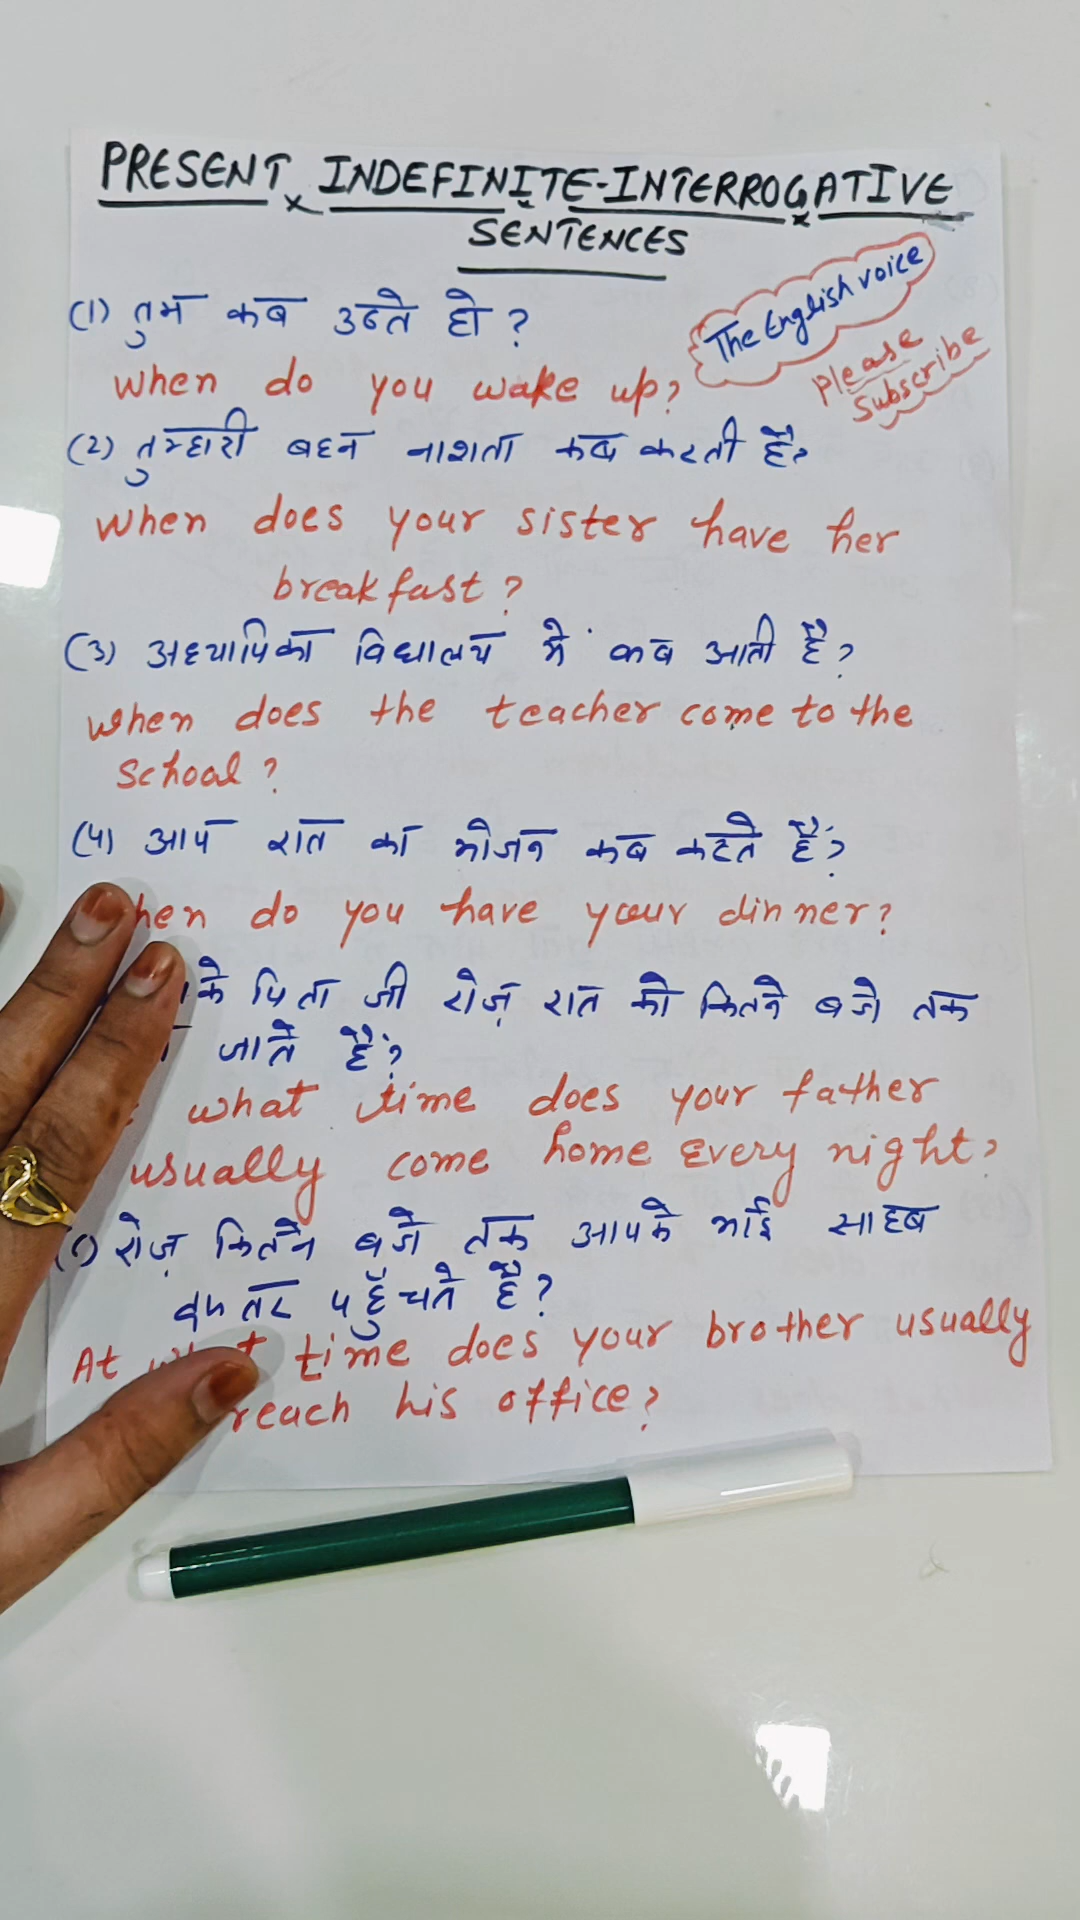 PRESENT INDEFINITE-INTERROGATIVE
SENTENCES
The English voice
Please
Subscribe
(1) तुम कब उठते हो?
When do you wake up?
(2) तुम्हारी बहन नाशता कब करती है?
When does your sister have her
breakfast?
(3) अध्यापिका विद्यालय में कब आती है?
When does the teacher come to the
School?
(4) आप रात का भोजन कब करते हैं?
hen do you have your dinner?
के पिता जी रोज़ रात को कितने बजे तक
जाते हैं?
what time does your father
usually come home every night?
रोज़ कितने बजे तक आपके भाई साहब
दफ्तर पहुँचते हैं?
At what time does your brother usually
reach his office?